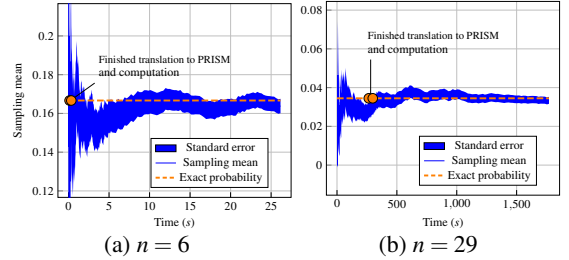 0.2
0.18
0.16
0.14
0.12
Sampling mean
Finished translation to PRISM
and computation
Standard error
Sampling mean
Exact probability
0 5 10 15 20 25
Time (s)
(a) n = 6
0.08
0.06
0.04
0.02
0
Finished translation to PRISM
and computation
Standard error
Sampling mean
Exact probability
0 500 1,000 1,500
Time (s)
(b) n = 29